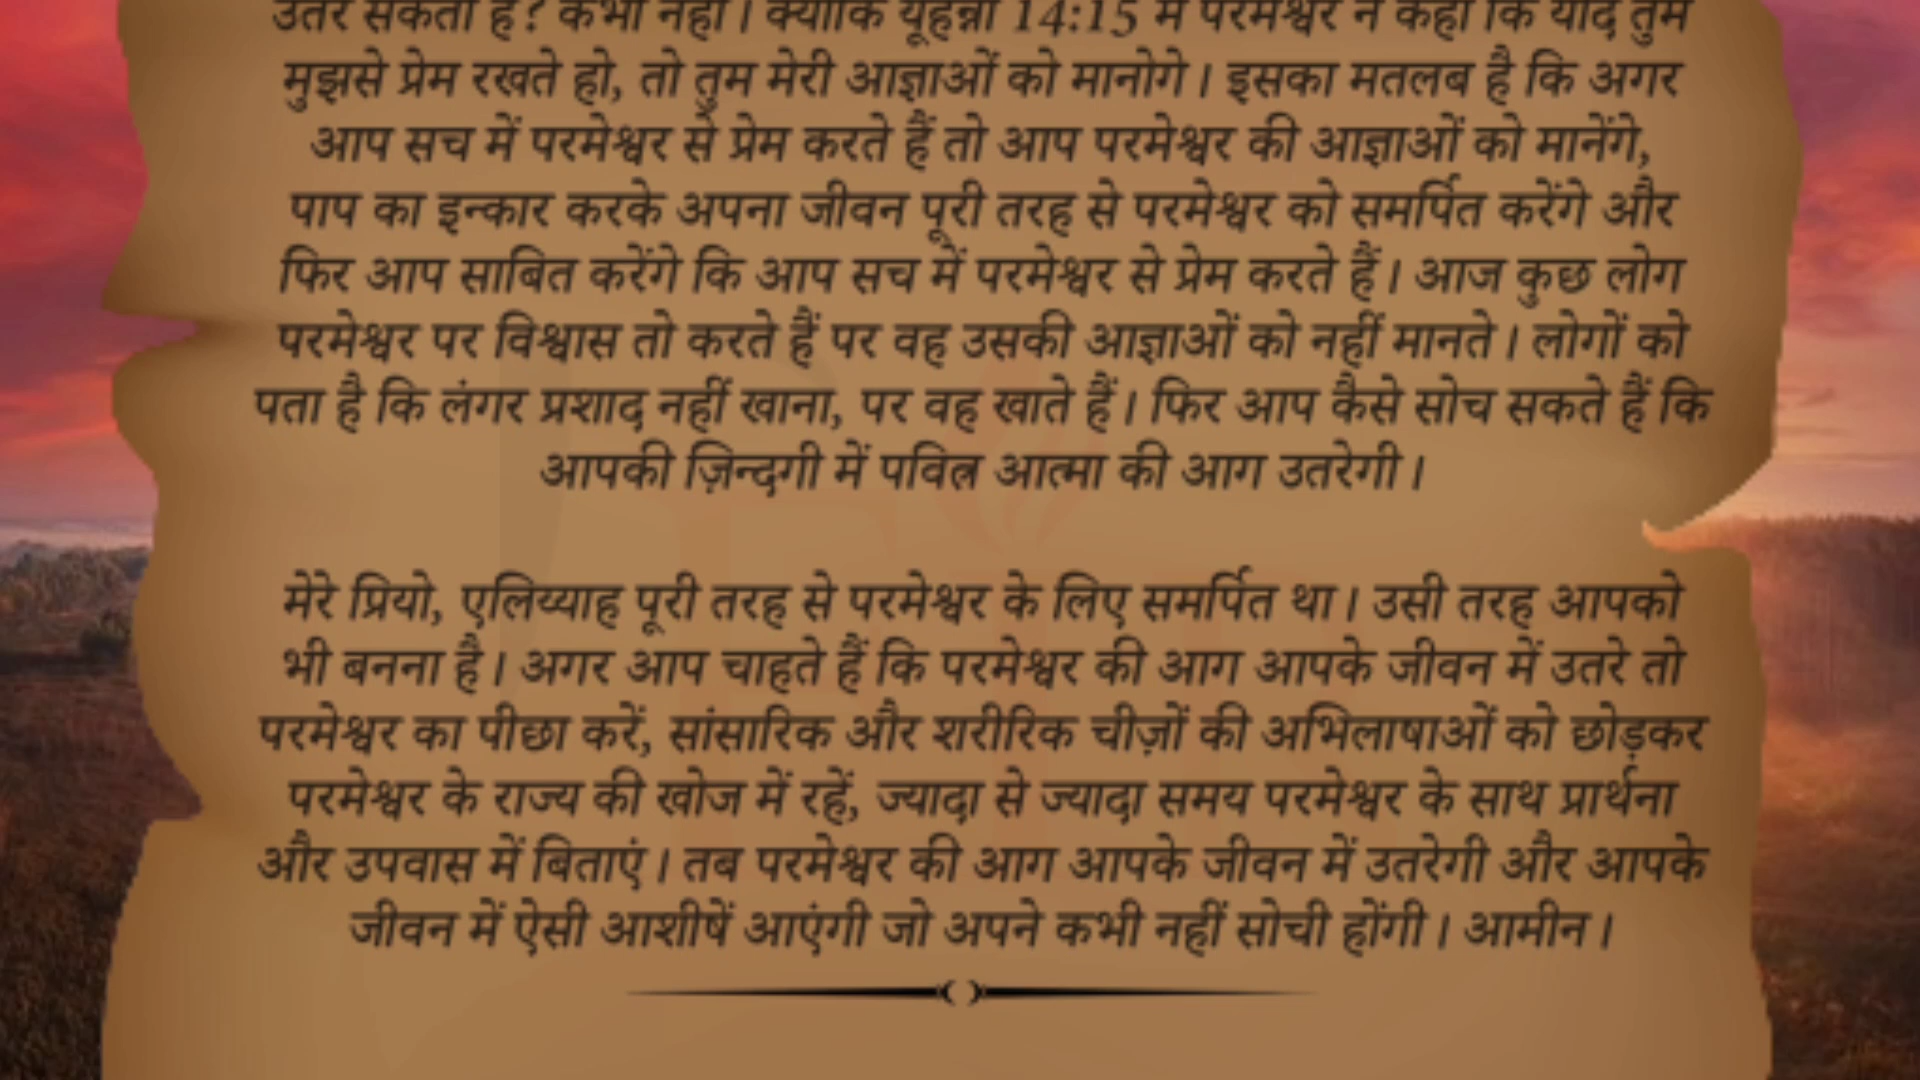 उतर सकती है? कभी नहीं। क्योंकि यूहन्ना 14:15 में परमेश्वर ने कहा कि यदि तुम
मुझसे प्रेम रखते हो, तो तुम मेरी आज्ञाओं को मानोगे। इसका मतलब है कि अगर
आप सच में परमेश्वर से प्रेम करते हैं तो आप परमेश्वर की आज्ञाओं को मानेंगे,
पाप का इन्कार करके अपना जीवन पूरी तरह से परमेश्वर को समर्पित करेंगे और
फिर आप साबित करेंगे कि आप सच में परमेश्वर से प्रेम करते हैं। आज कुछ लोग
परमेश्वर पर विश्वास तो करते हैं पर वह उसकी आज्ञाओं को नहीं मानते। लोगों को
पता है कि लंगर प्रशाद नहीं खाना, पर वह खाते हैं। फिर आप कैसे सोच सकते हैं कि
आपकी ज़िन्दगी में पवित्र आत्मा की आग उतरेगी।
मेरे प्रियो, एलिय्याह पूरी तरह से परमेश्वर के लिए समर्पित था। उसी तरह आपको
भी बनना है। अगर आप चाहते हैं कि परमेश्वर की आग आपके जीवन में उतरे तो
परमेश्वर का पीछा करें, सांसारिक और शरीरिक चीज़ों की अभिलाषाओं को छोड़कर
परमेश्वर के राज्य की खोज में रहें, ज्यादा से ज्यादा समय परमेश्वर के साथ प्रार्थना
और उपवास में बिताएं। तब परमेश्वर की आग आपके जीवन में उतरेगी और आपके
जीवन में ऐसी आशीषें आएंगी जो अपने कभी नहीं सोची होंगी। आमीन।